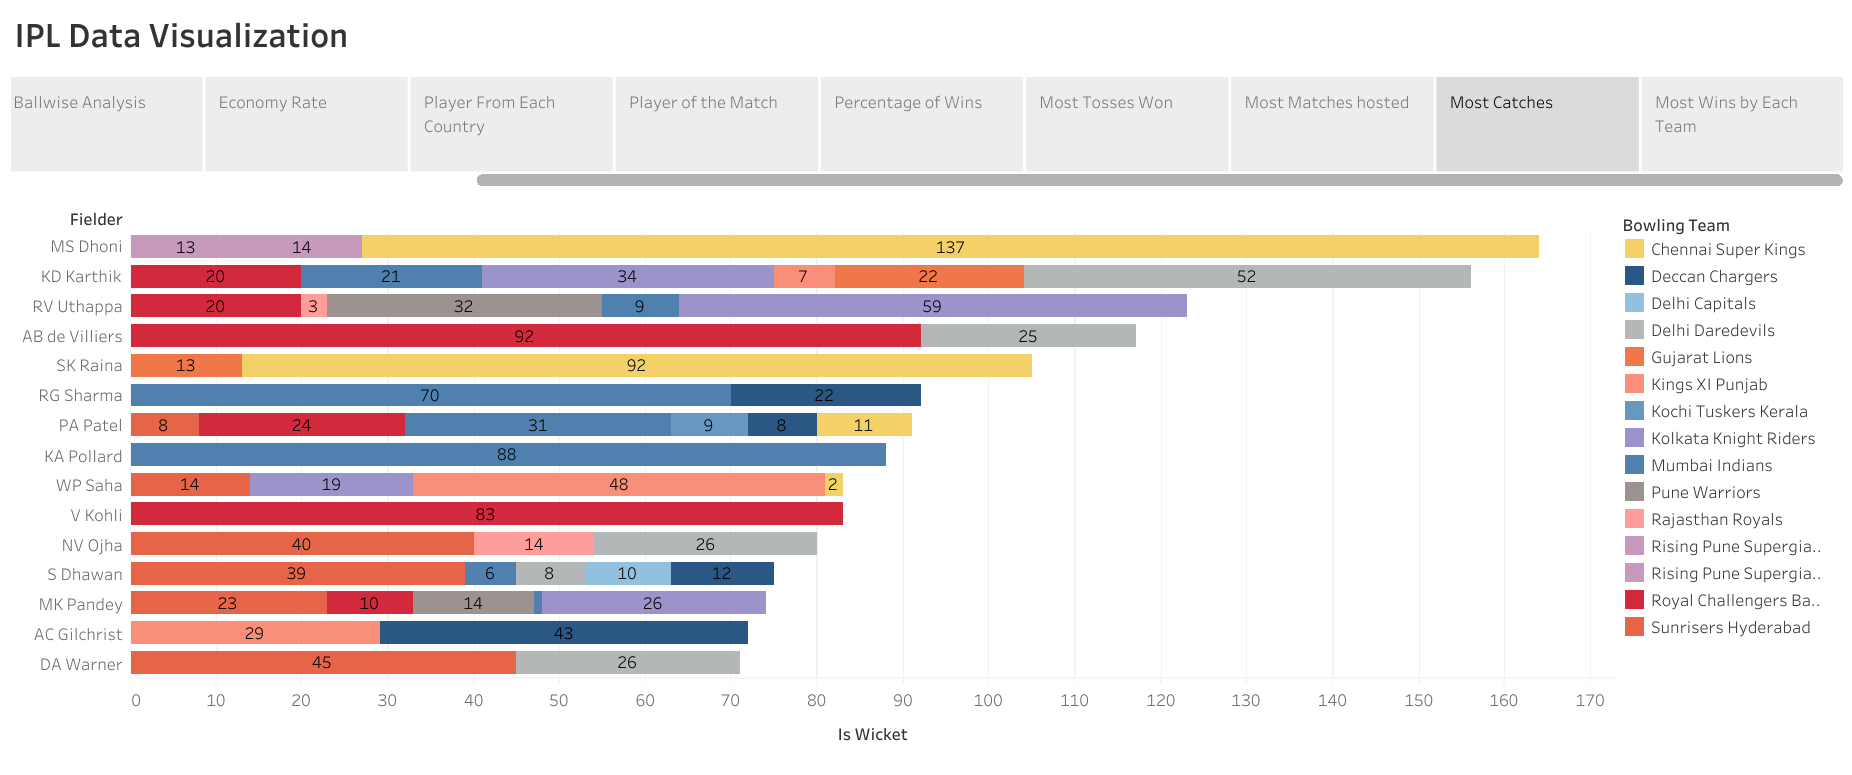 IPL Data Visualization
Ballwise Analysis
Economy Rate
Player From Each
Country
Player of the Match
Percentage of Wins
Most Tosses Won
Most Matches hosted
Most Catches
Most Wins by Each
Team
Fielder
MS Dhoni 13 14 137
KD Karthik 20 21 34 7 22 52
RV Uthappa 20 3 32 9 59
AB de Villiers 92 25
SK Raina 13 92
RG Sharma 70 22
PA Patel 8 24 31 9 8 11
KA Pollard 88
WP Saha 14 19 48 2
V Kohli 83
NV Ojha 40 14 26
S Dhawan 39 6 8 10 12
MK Pandey 23 10 14 26
AC Gilchrist 29 43
DA Warner 45 26
0 10 20 30 40 50 60 70 80 90 100 110 120 130 140 150 160 170
Is Wicket
Bowling Team
Chennai Super Kings
Deccan Chargers
Delhi Capitals
Delhi Daredevils
Gujarat Lions
Kings XI Punjab
Kochi Tuskers Kerala
Kolkata Knight Riders
Mumbai Indians
Pune Warriors
Rajasthan Royals
Rising Pune Supergia..
Rising Pune Supergia..
Royal Challengers Ba..
Sunrisers Hyderabad